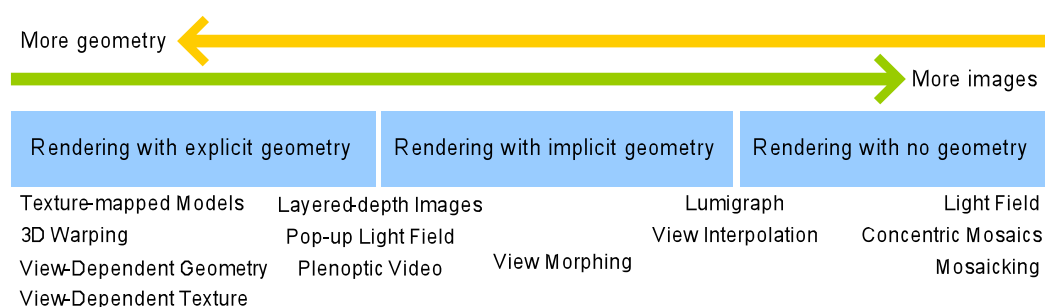 More geometry
More images
Rendering with explicit geometry
Rendering with implicit geometry
Rendering with no geometry
Texture-mapped Models
3D Warping
View-Dependent Geometry
View-Dependent Texture
Layered-depth Images
Pop-up Light Field
Plenoptic Video
View Morphing
Lumigraph
View Interpolation
Light Field
Concentric Mosaics
Mosaicking